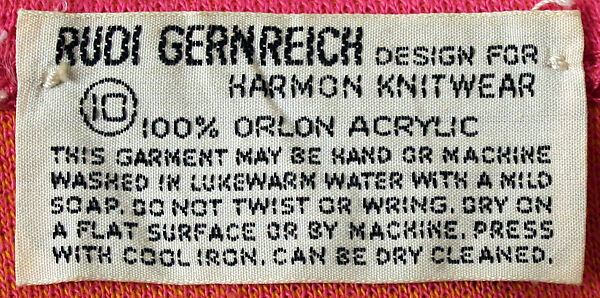 RUDI GERNREICH DESIGN FOR
HARMON KNITWEAR
10 100% ORLON ACRYLIC
THIS GARMENT MAY BE HAND OR MACHINE
WASHED IN LUKEWARM WATER WITH A MILD
SOAP. DO NOT TWIST OR WRING. DRY ON
A FLAT SURFACE OR BY MACHINE. PRESS
WITH COOL IRON. CAN BE DRY CLEANED.